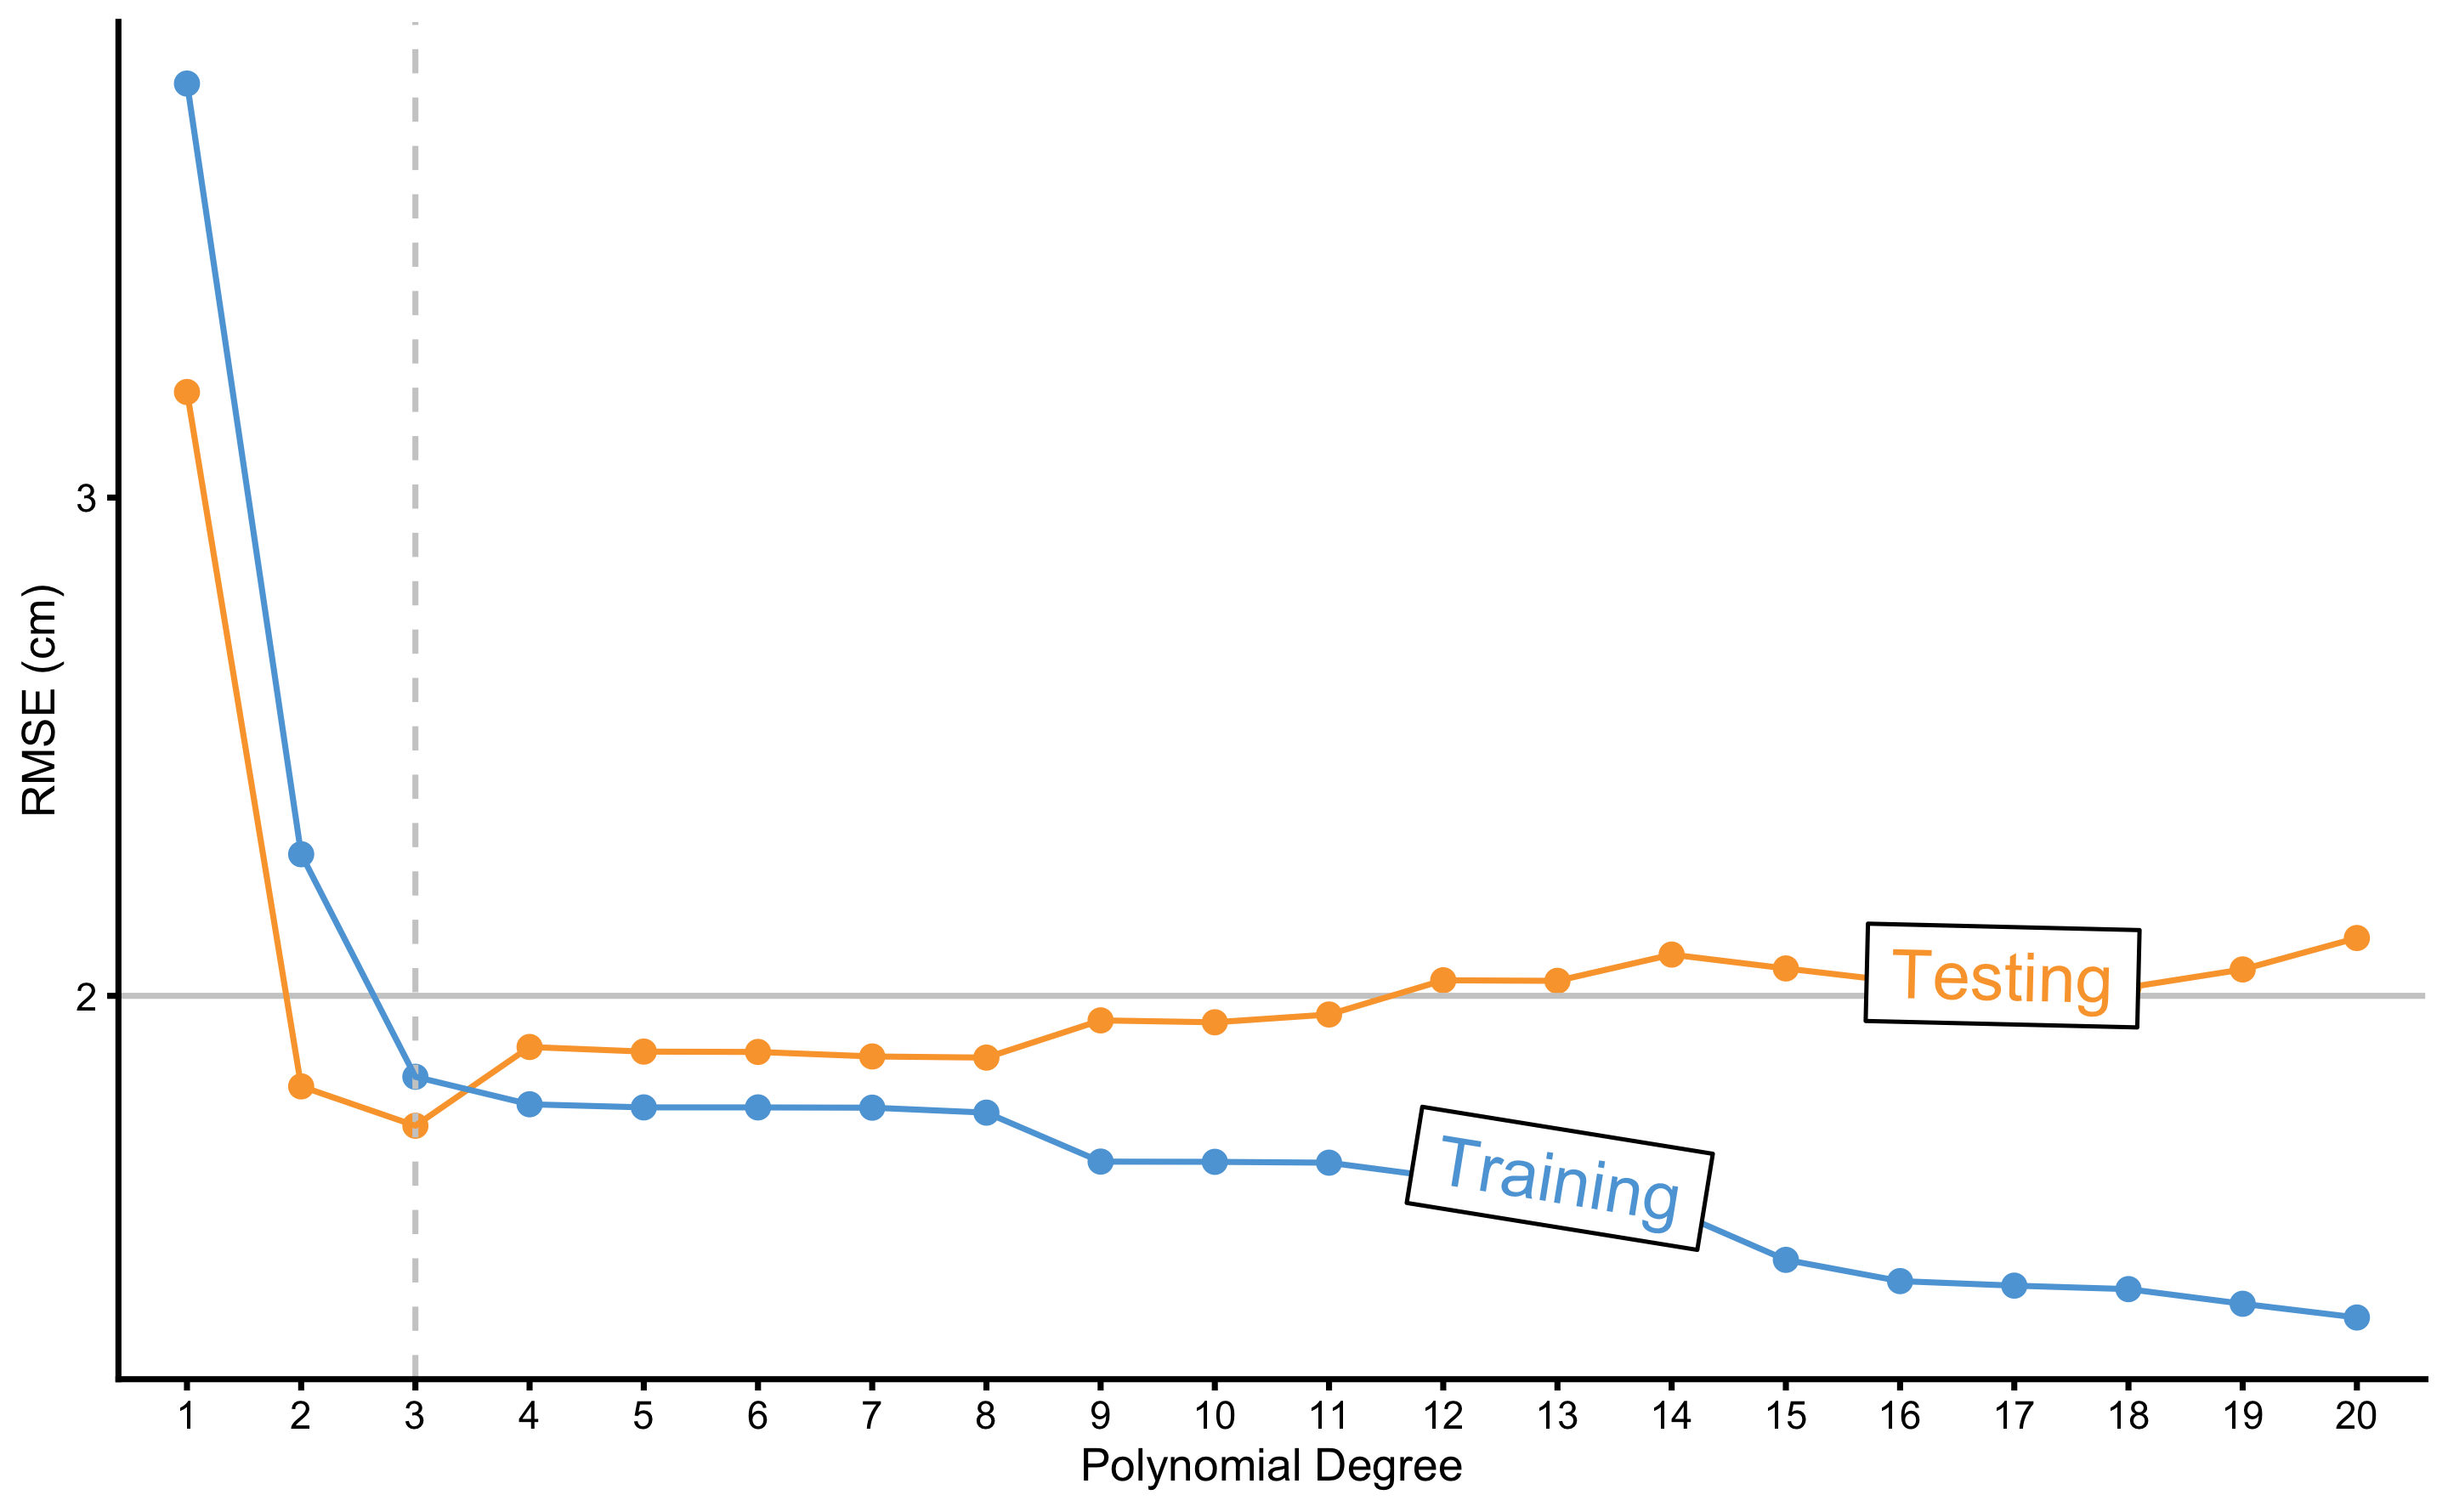 RMSE (cm)
3
2
Testing
Training
1 2 3 4 5 6 7 8 9 10 11 12 13 14 15 16 17 18 19 20
Polynomial Degree